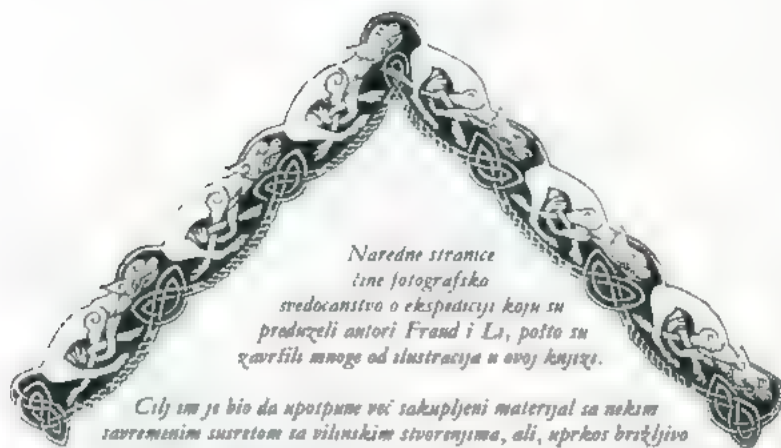 Naredne stranice
čine fotografsko
svedočanstvo o ekspediciji koju su
preduzeli autori Fraud i Li, pošto su
završili mnoge od ilustracija u ovoj knjizi.
Cilj im je bio da upotpune već sakupljeni materijal sa nekim
savremenim susretom sa vilinskim stvorenjima, ali, uprkos brižljivo